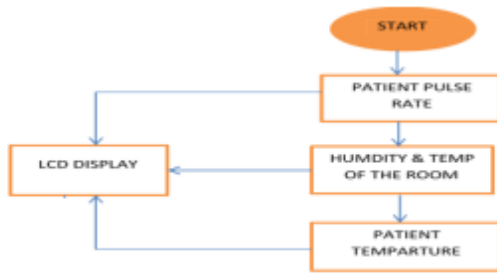 START
PATIENT PULSE
RATE
LCD DISPLAY
HUMDITY & TEMP
OF THE ROOM
PATIENT
TEMPARTURE